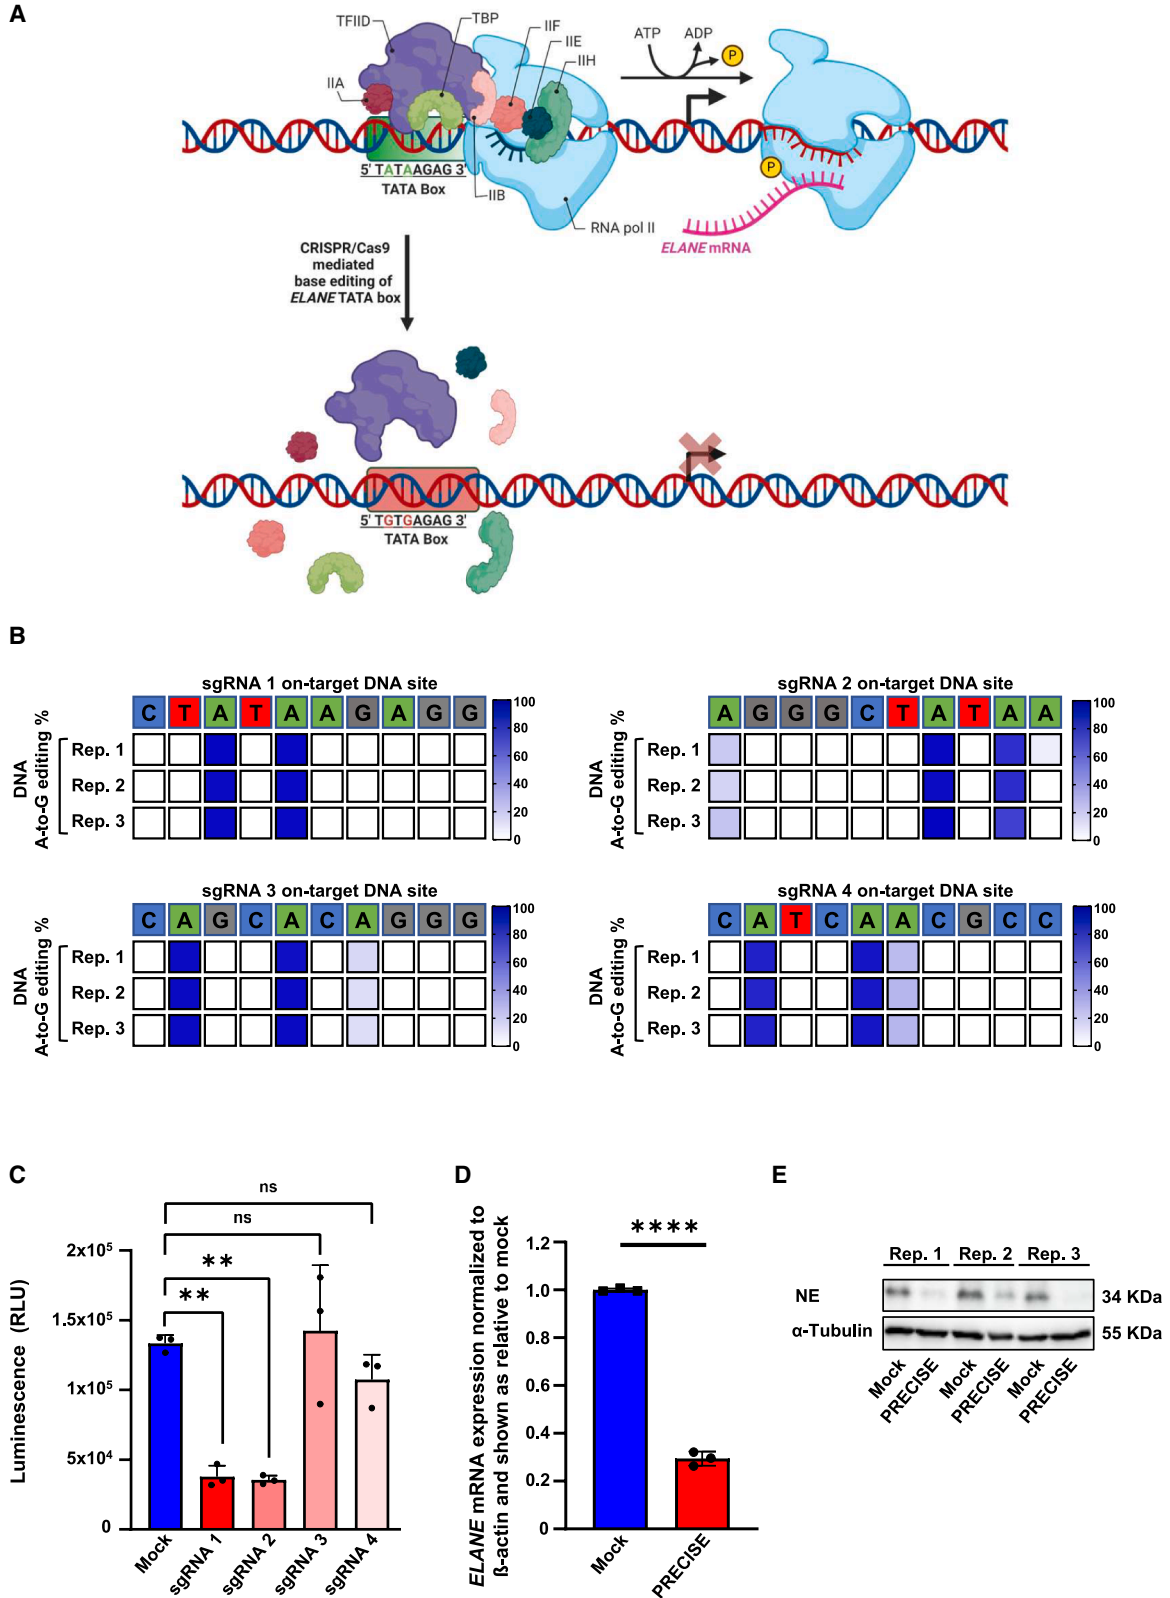 A
TFIID
TBP
IIF
IIE
IIH
IIA
ATP
ADP
P
5' TATAAGAG 3'
TATA Box
IIB
RNA pol II
P
ELANE mRNA
CRISPR/Cas9
mediated
base editing of
ELANE TATA box
5' TGTGAGAG 3'
TATA Box
B
sgRNA 1 on-target DNA site
C T A T A A G A G G
DNA
A-to-G editing %
Rep. 1
Rep. 2
Rep. 3
100
80
60
40
20
0
sgRNA 2 on-target DNA site
A G G G C T A T A A
DNA
A-to-G editing %
Rep. 1
Rep. 2
Rep. 3
100
80
60
40
20
0
sgRNA 3 on-target DNA site
C A G C A C A G G G
DNA
A-to-G editing %
Rep. 1
Rep. 2
Rep. 3
100
80
60
40
20
0
sgRNA 4 on-target DNA site
C A T C A A C G C C
DNA
A-to-G editing %
Rep. 1
Rep. 2
Rep. 3
100
80
60
40
20
0
C
ns
ns
**
**
Luminescence (RLU)
2x10⁵
1.5x10⁵
1x10⁵
5x10⁴
0
Mock
sgRNA 1
sgRNA 2
sgRNA 3
sgRNA 4
D
ELANE mRNA expression normalized to
ß-actin and shown as relative to mock
****
1.2
1.0
0.8
0.6
0.4
0.2
0
Mock
PRECISE
E
Rep. 1 Rep. 2 Rep. 3
NE
34 KDa
α-Tubulin
55 KDa
Mock
PRECISE
Mock
PRECISE
Mock
PRECISE